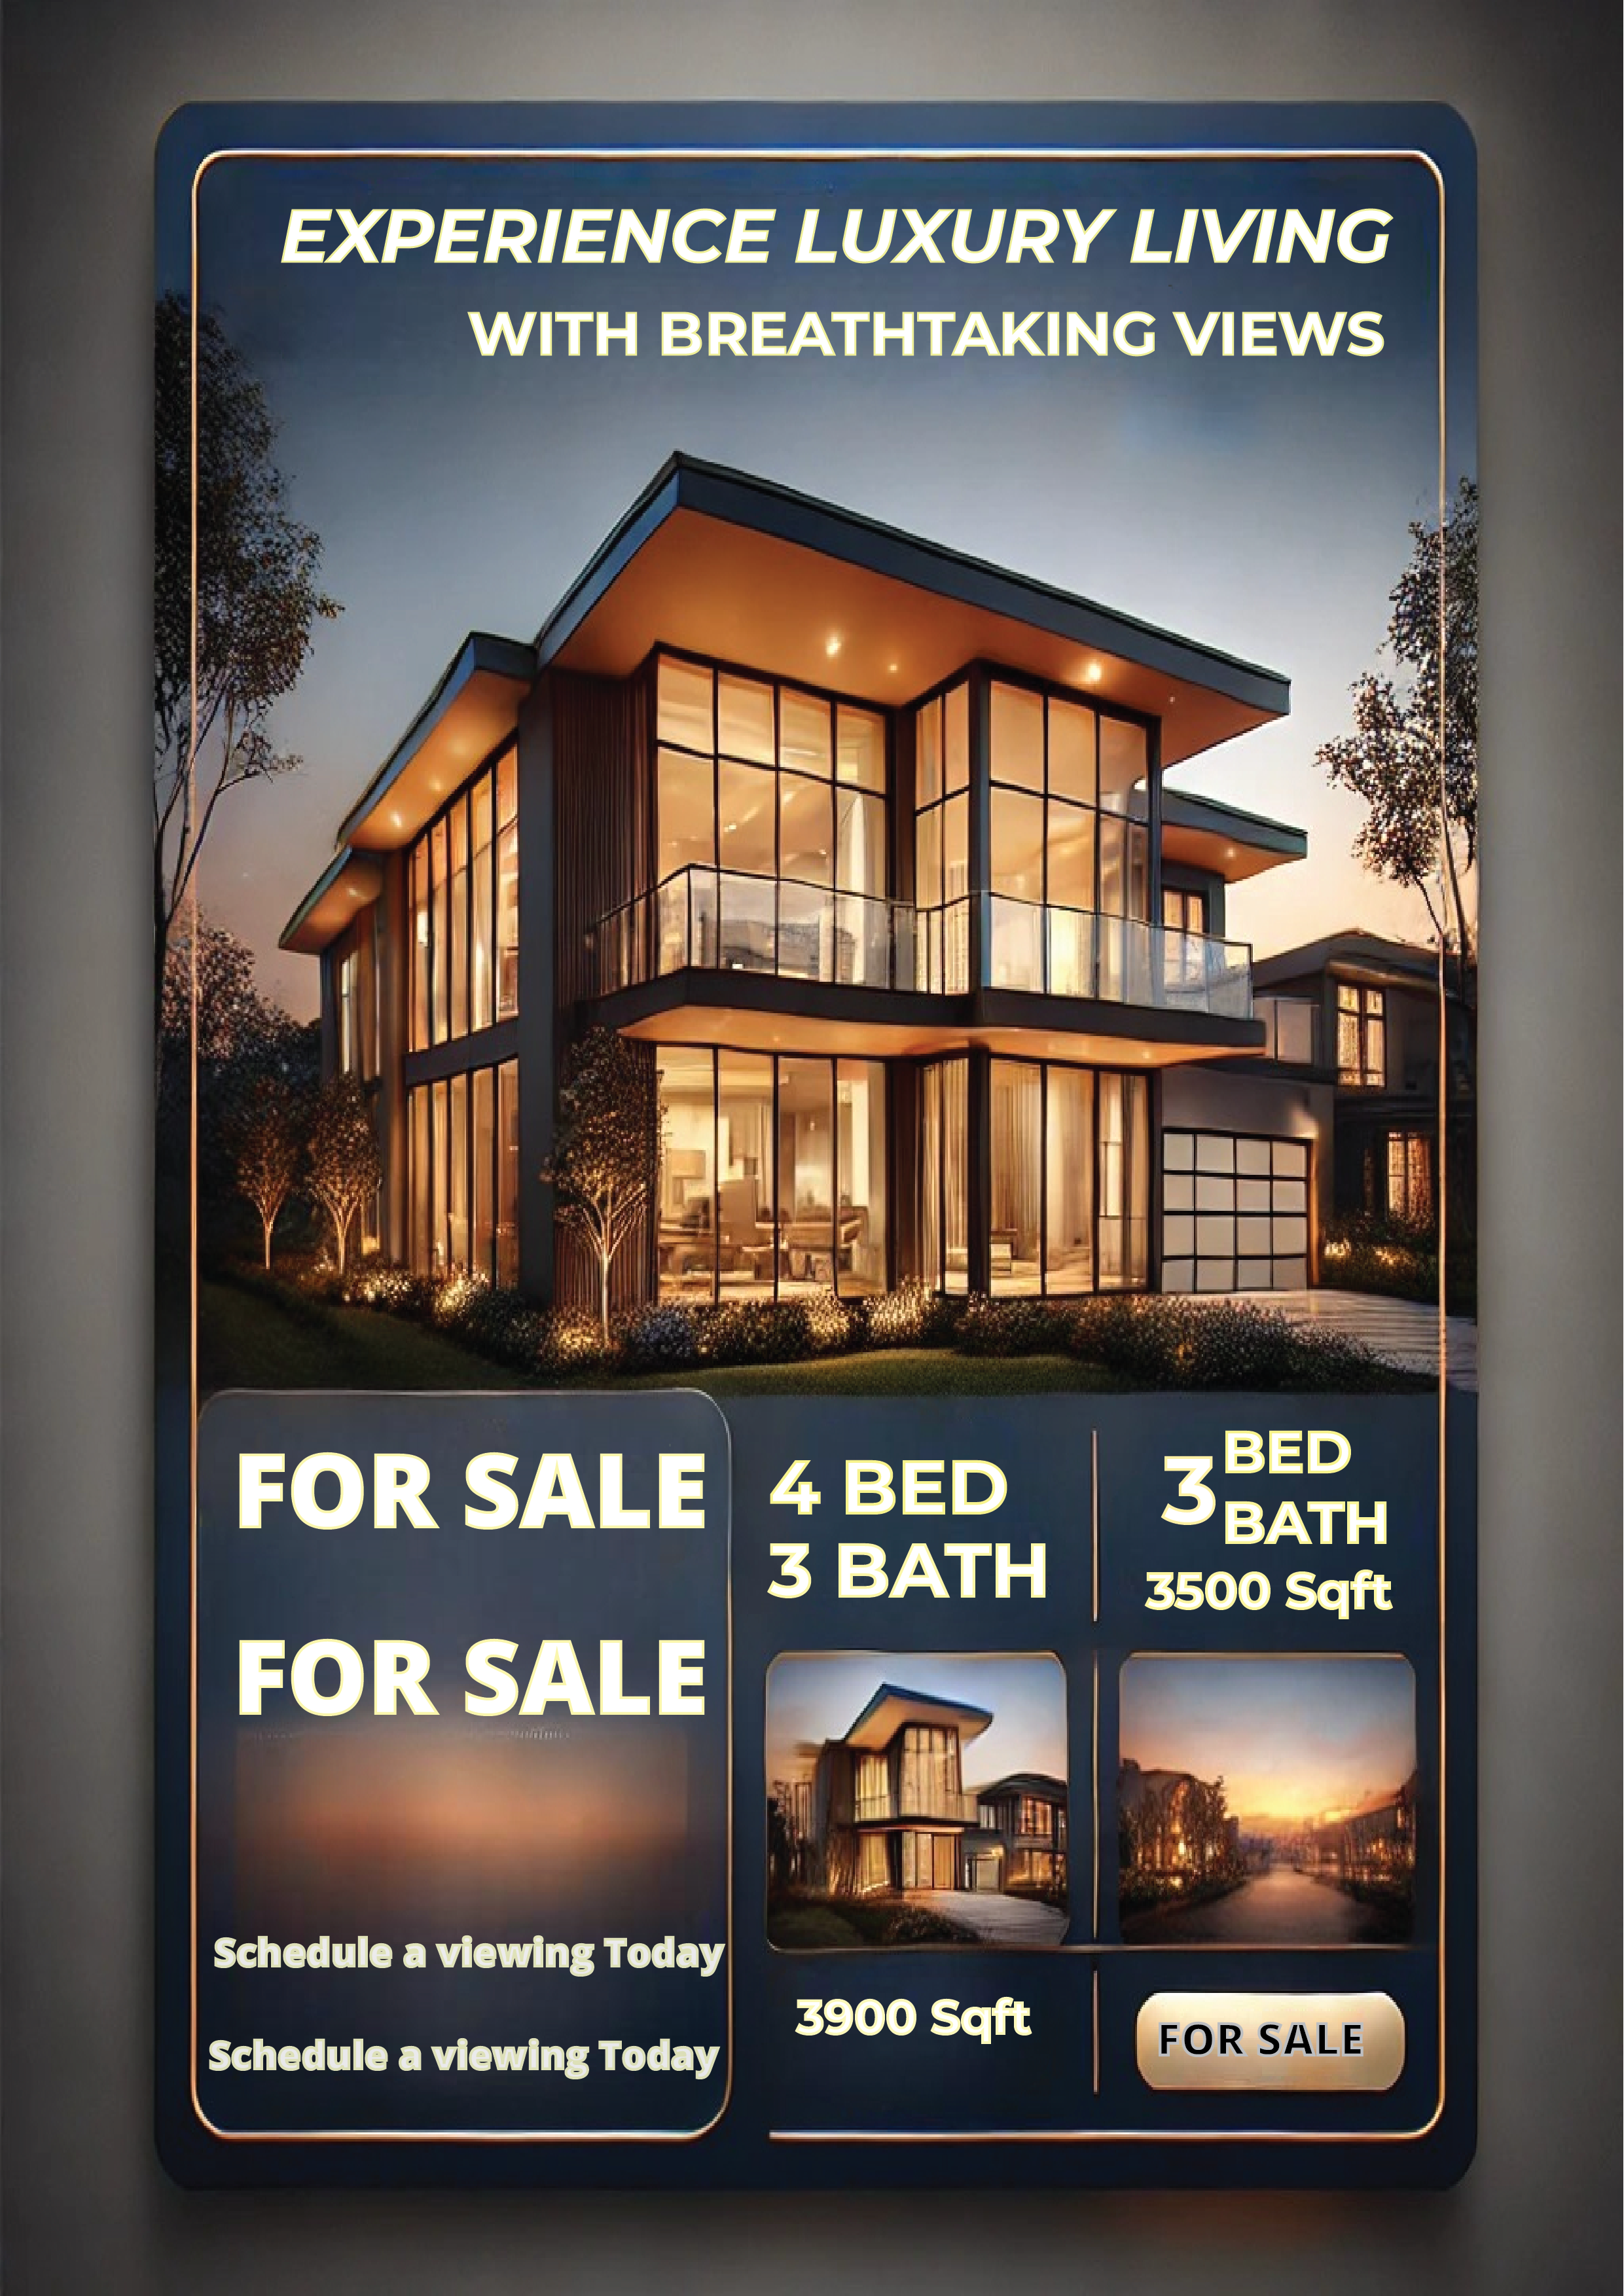 EXPERIENCE LUXURY LIVING
WITH BREATHTAKING VIEWS
FOR SALE
FOR SALE
Schedule a viewing Today
Schedule a viewing Today
4 BED
3 BATH
3900 Sqft
3 BED
BATH
3500 Sqft
FOR SALE